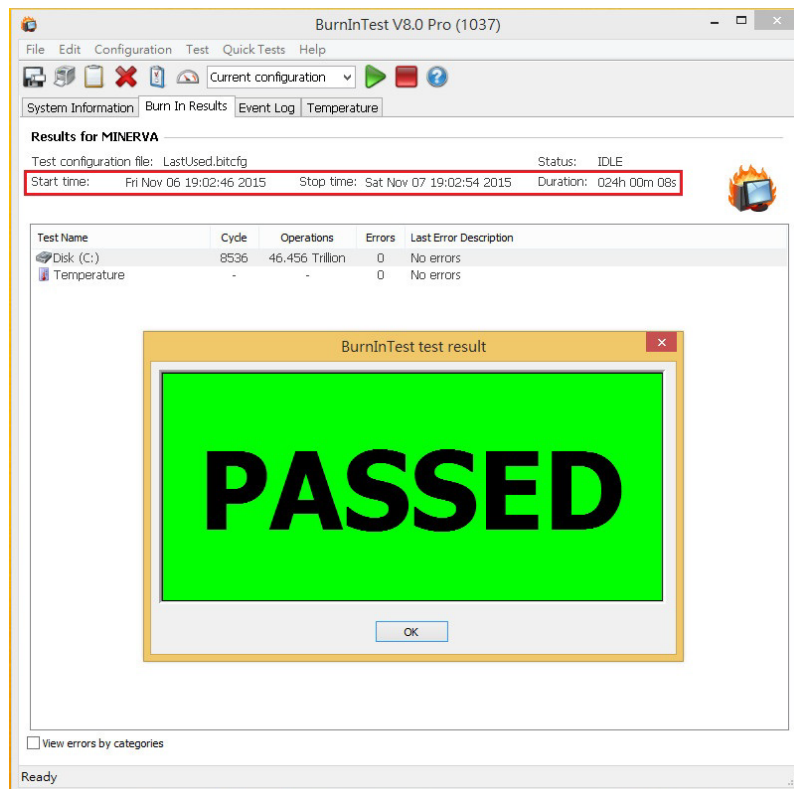 BurnInTest V8.0 Pro (1037)
File Edit Configuration Test Quick Tests Help
Current configuration
System Information Burn In Results Event Log Temperature
Results for MINERVA
Test configuration file: LastUsed.bitcfg Status: IDLE
Start time: Fri Nov 06 19:02:46 2015 Stop time: Sat Nov 07 19:02:54 2015 Duration: 024h 00m 08s
Test Name Cycle Operations Errors Last Error Description
Disk (C:) 8536 46.456 Trillion 0 No errors
Temperature - - 0 No errors
BurnInTest test result
PASSED
OK
View errors by categories
Ready